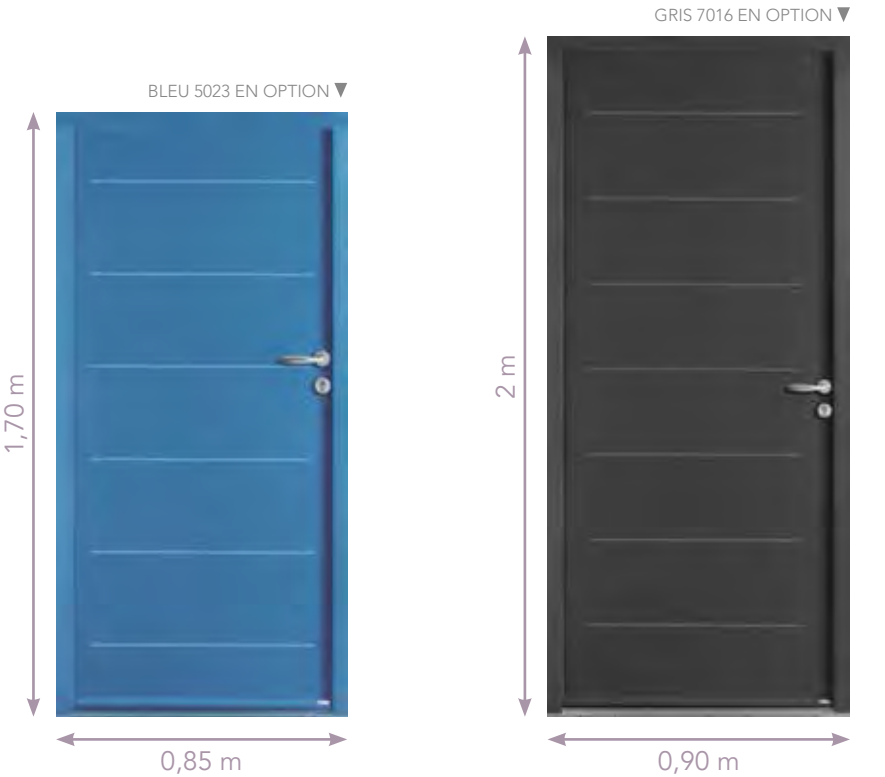 GRIS 7016 EN OPTION ▼
BLEU 5023 EN OPTION ▼
1,70 m
2 m
0,85 m
0,90 m